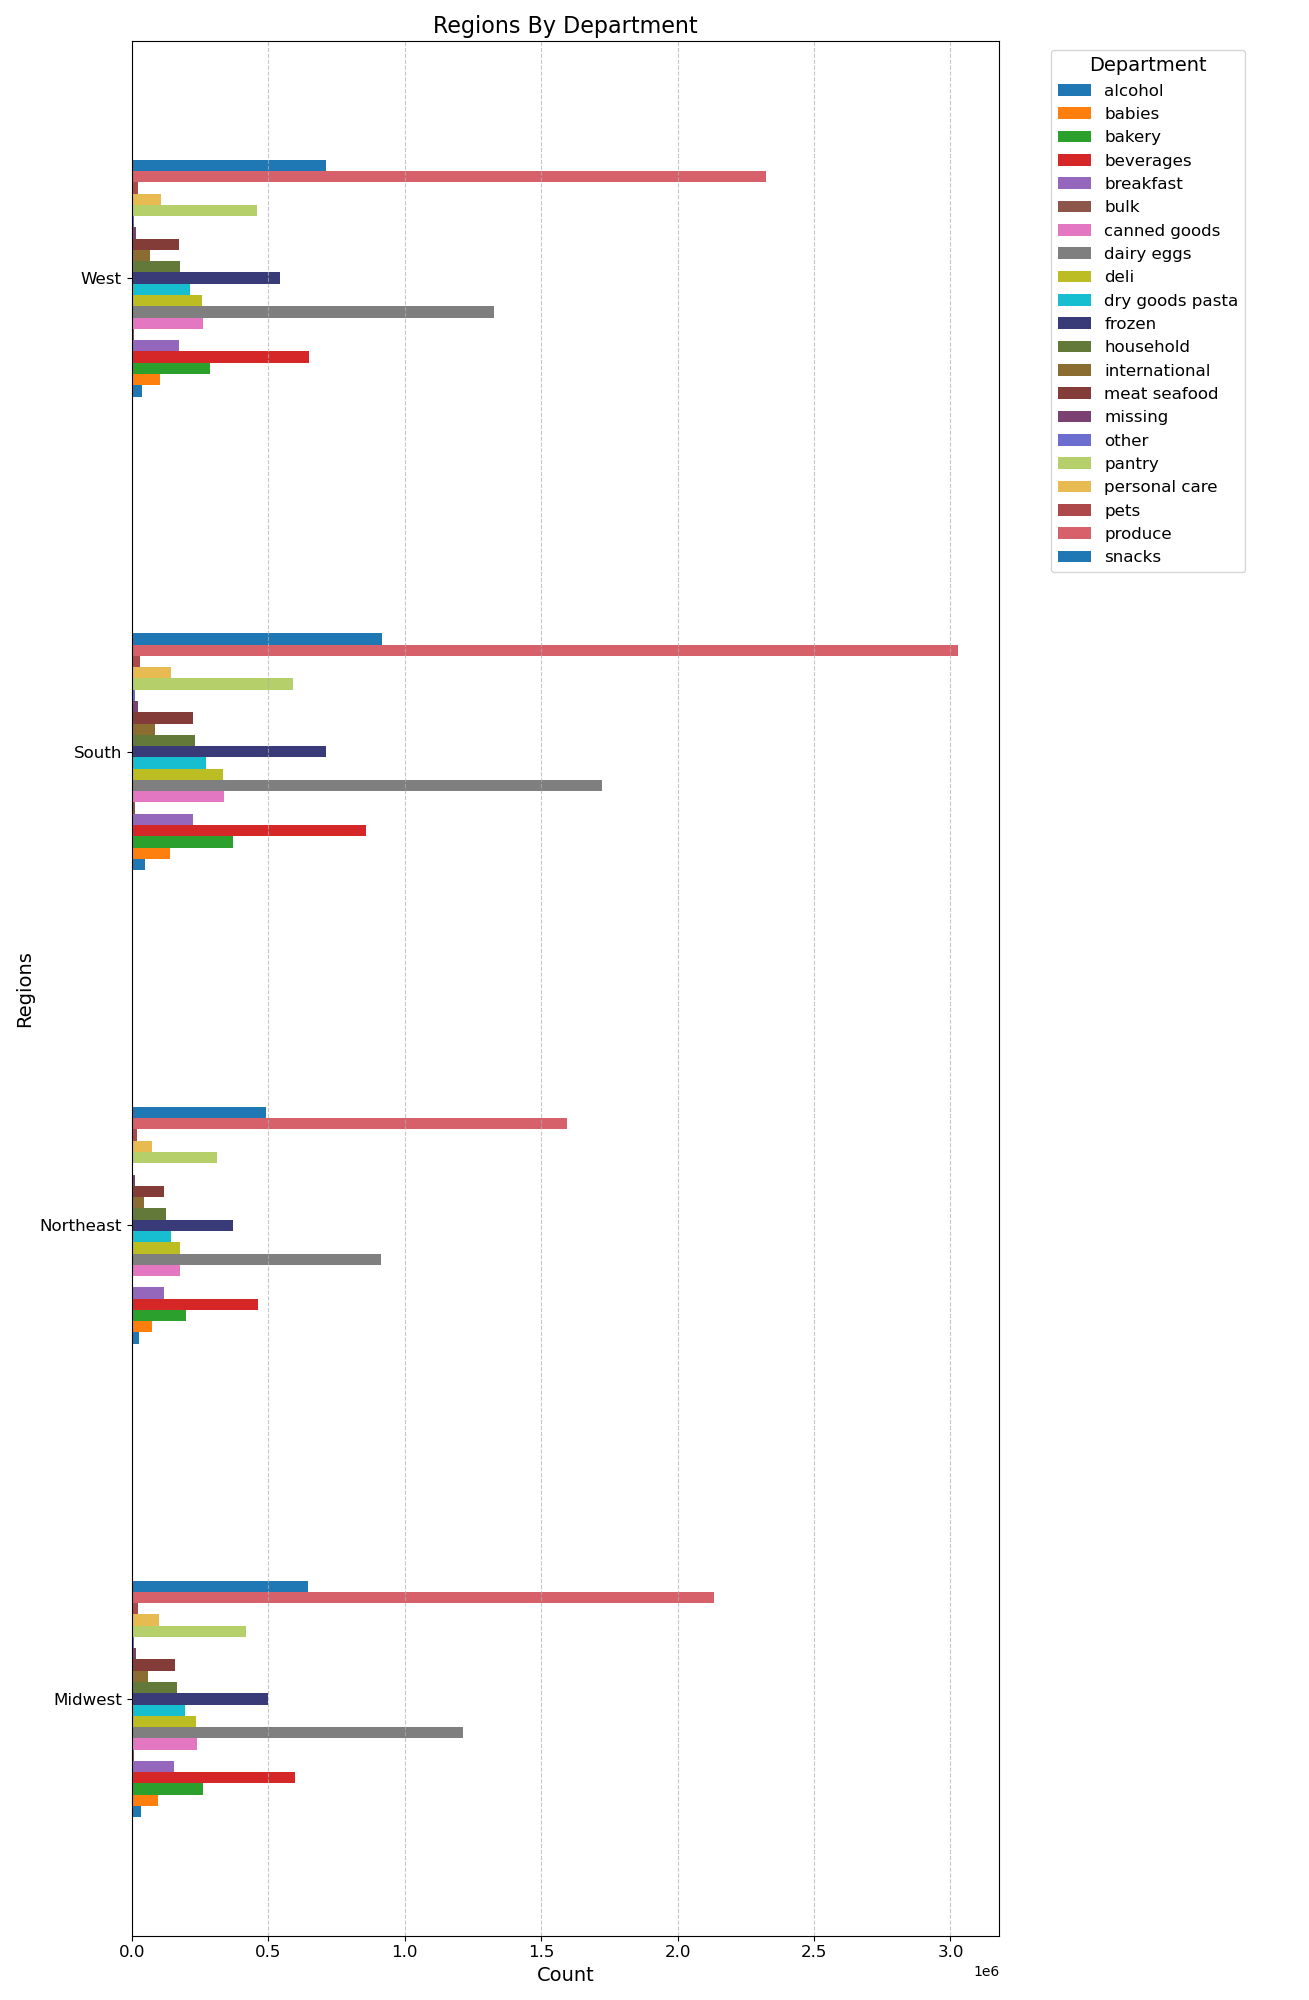 Regions By Department
Department
alcohol
babies
bakery
beverages
breakfast
bulk
canned goods
dairy eggs
deli
dry goods pasta
frozen
household
international
meat seafood
missing
other
pantry
personal care
pets
produce
snacks
West
South
Regions
Northeast
Midwest
0.0 0.5 1.0 1.5 2.0 2.5 3.0
1e6
Count